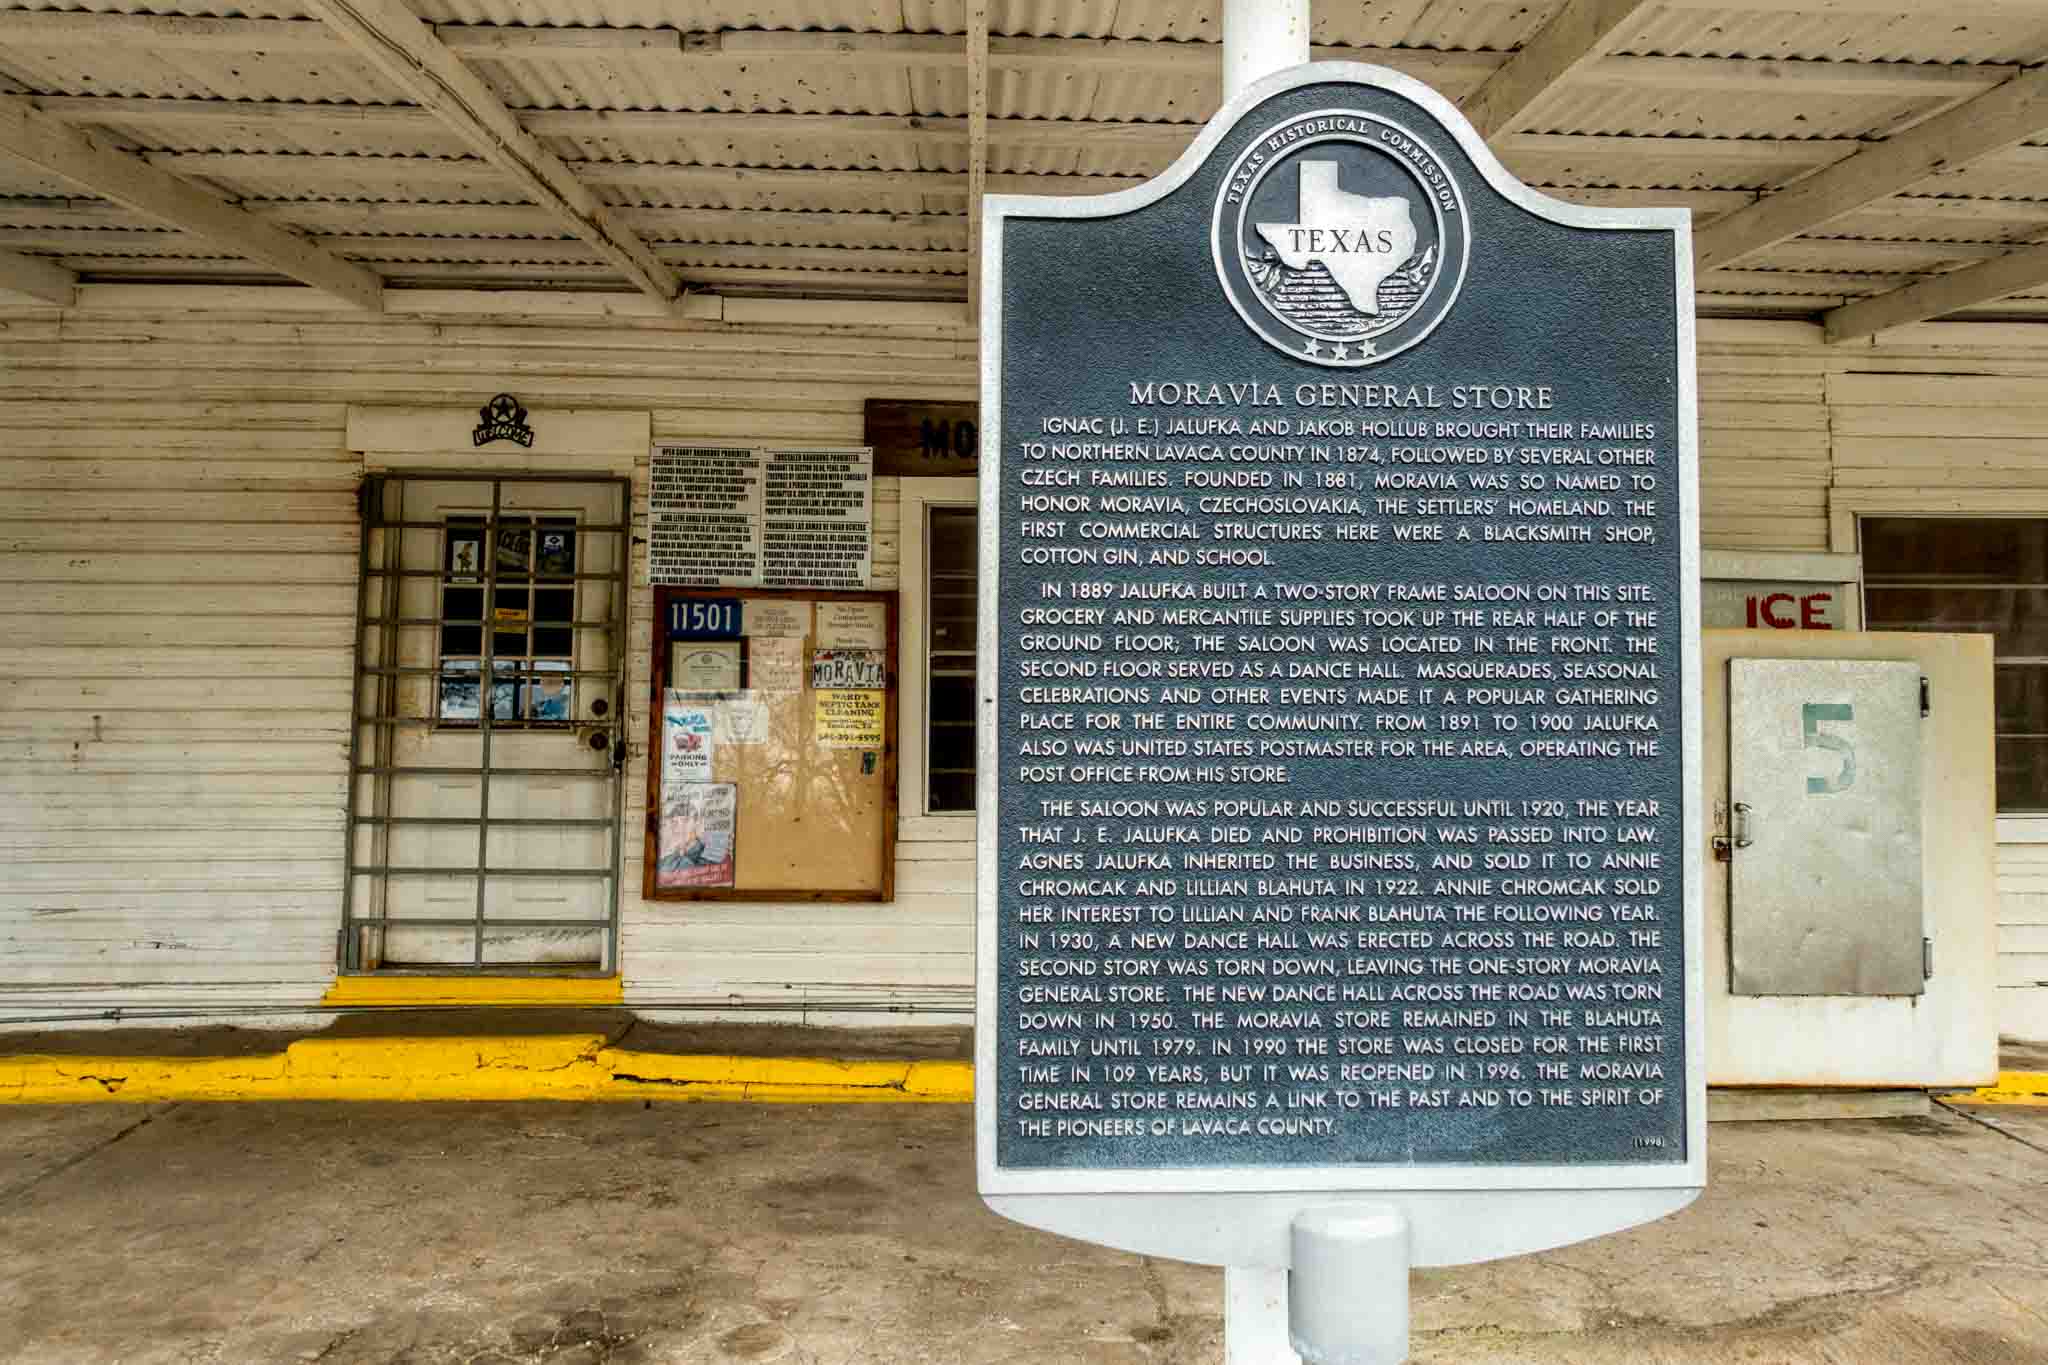 TEXAS HISTORICAL COMMISSION
TEXAS
MORAVIA GENERAL STORE
IGNAC (J. E.) JALUFKA AND JAKOB HOLLUB BROUGHT THEIR FAMILIES
TO NORTHERN LAVACA COUNTY IN 1874, FOLLOWED BY SEVERAL OTHER
CZECH FAMILIES. FOUNDED IN 1881, MORAVIA WAS SO NAMED TO
HONOR MORAVIA, CZECHOSLOVAKIA, THE SETTLERS' HOMELAND. THE
FIRST COMMERCIAL STRUCTURES HERE WERE A BLACKSMITH SHOP,
COTTON GIN, AND SCHOOL.
IN 1889 JALUFKA BUILT A TWO-STORY FRAME SALOON ON THIS SITE.
GROCERY AND MERCANTILE SUPPLIES TOOK UP THE REAR HALF OF THE
GROUND FLOOR; THE SALOON WAS LOCATED IN THE FRONT. THE
SECOND FLOOR SERVED AS A DANCE HALL. MASQUERADES, SEASONAL
CELEBRATIONS AND OTHER EVENTS MADE IT A POPULAR GATHERING
PLACE FOR THE ENTIRE COMMUNITY. FROM 1891 TO 1900 JALUFKA
ALSO WAS UNITED STATES POSTMASTER FOR THE AREA, OPERATING THE
POST OFFICE FROM HIS STORE.
THE SALOON WAS POPULAR AND SUCCESSFUL UNTIL 1920, THE YEAR
THAT J. E. JALUFKA DIED AND PROHIBITION WAS PASSED INTO LAW.
AGNES JALUFKA INHERITED THE BUSINESS, AND SOLD IT TO ANNIE
CHROMCAK AND LILLIAN BLAHUTA IN 1922. ANNIE CHROMCAK SOLD
HER INTEREST TO LILLIAN AND FRANK BLAHUTA THE FOLLOWING YEAR.
IN 1930, A NEW DANCE HALL WAS ERECTED ACROSS THE ROAD. THE
SECOND STORY WAS TORN DOWN, LEAVING THE ONE-STORY MORAVIA
GENERAL STORE. THE NEW DANCE HALL ACROSS THE ROAD WAS TORN
DOWN IN 1950. THE MORAVIA STORE REMAINED IN THE BLAHUTA
FAMILY UNTIL 1979. IN 1990 THE STORE WAS CLOSED FOR THE FIRST
TIME IN 109 YEARS, BUT IT WAS REOPENED IN 1996. THE MORAVIA
GENERAL STORE REMAINS A LINK TO THE PAST AND TO THE SPIRIT OF
THE PIONEERS OF LAVACA COUNTY.
(1998)
WELCOME
MO
11501
MORAVIA
WARD'S
SEPTIC TANK
CLEANING
PARKING
ONLY
ICE
5